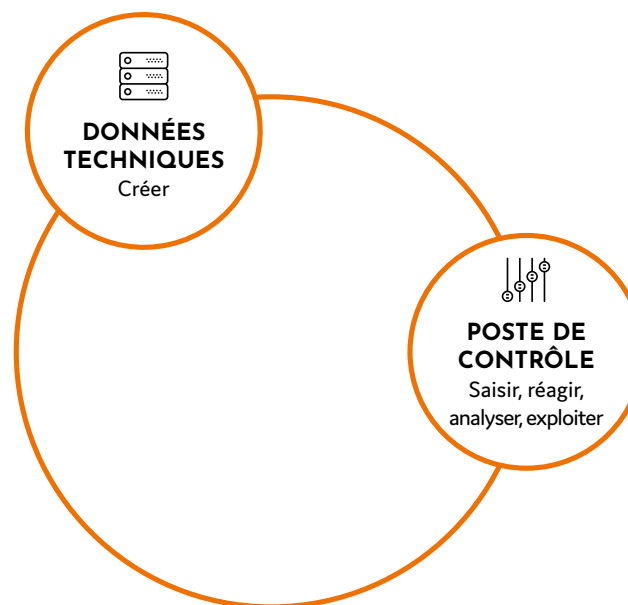 DONNÉES
TECHNIQUES
Créer
POSTE DE
CONTRÔLE
Saisir, réagir,
analyser, exploiter